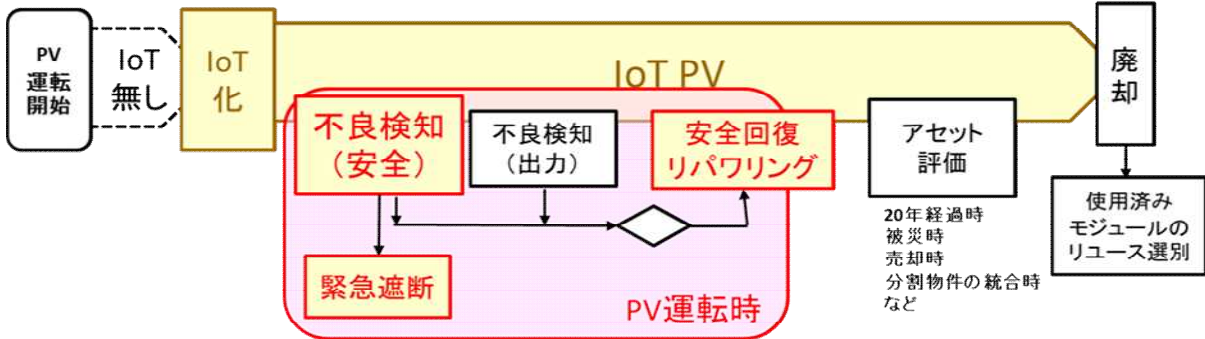 PV
運転
開始
IoT
無し
IoT
化
IoT PV
不良検知
（安全）
不良検知
（出力）
安全回復
リパワリング
緊急遮断
PV運転時
アセット
評価
20年経過時
被災時
売却時
分割物件の統合時
など
廃却
使用済み
モジュールの
リユース選別